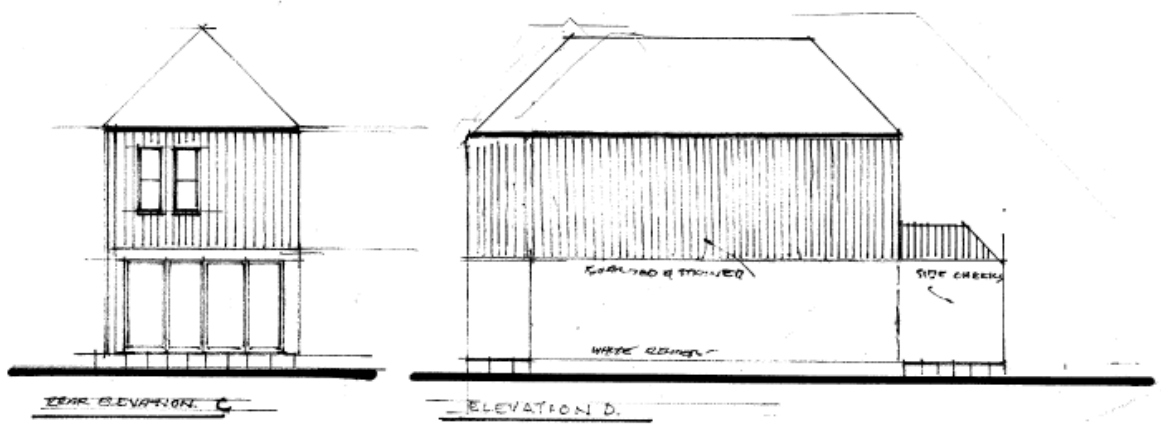 SIDE CHEEKS
WHITE RENDER
REAR ELEVATION C
ELEVATION D.